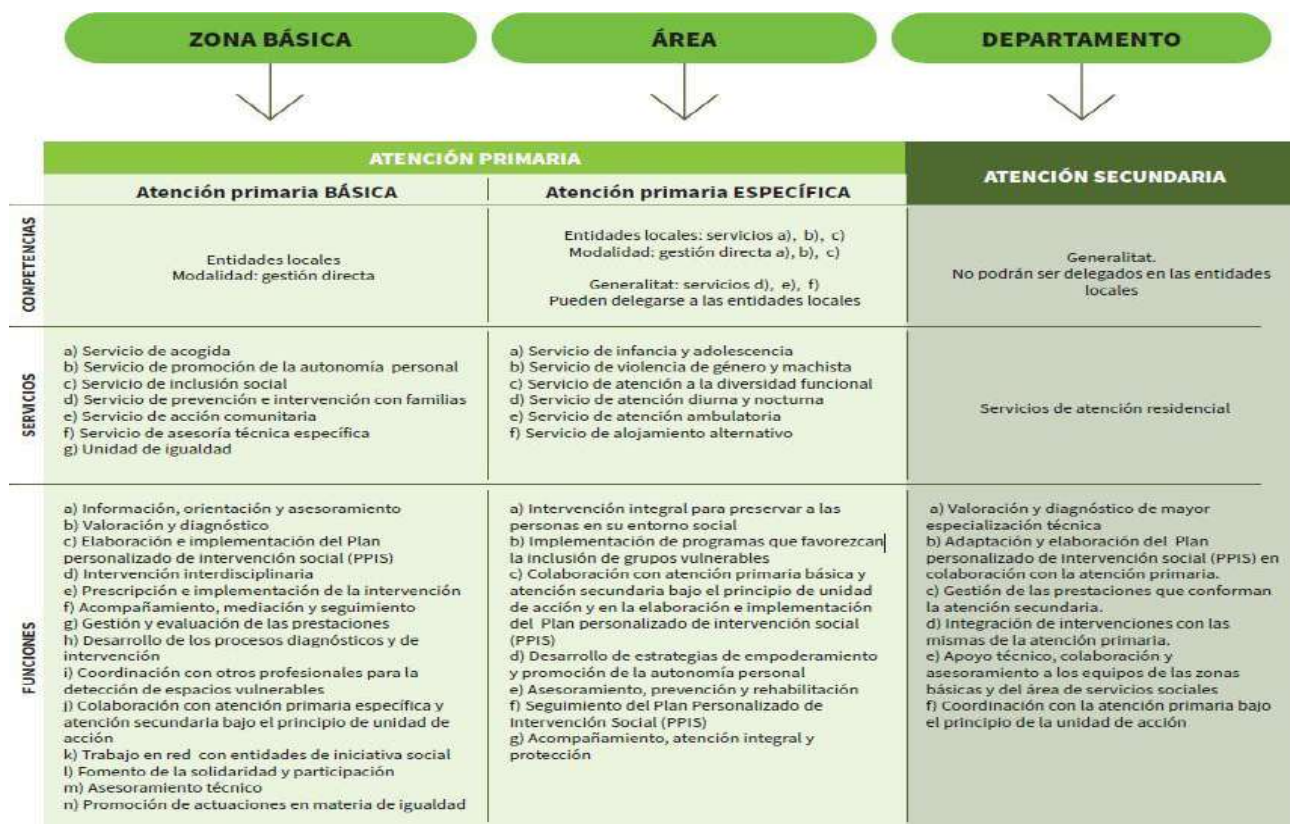 ZONA BÁSICA
ÁREA
DEPARTAMENTO
ATENCIÓN PRIMARIA
ATENCIÓN SECUNDARIA
Atención primaria BÁSICA
Atención primaria ESPECÍFICA
COMPETENCIAS
Entidades locales
Modalidad: gestión directa
Entidades locales: servicios a), b), c)
Modalidad: gestión directa a), b), c)
Generalitat: servicios d), e), f)
Pueden delegarse a las entidades locales
Generalitat.
No podrán ser delegados en las entidades
locales
SERVICIOS
a) Servicio de acogida
b) Servicio de promoción de la autonomía personal
c) Servicio de inclusión social
d) Servicio de prevención e intervención con familias
e) Servicio de acción comunitaria
f) Servicio de asesoría técnica específica
g) Unidad de igualdad
a) Servicio de infancia y adolescencia
b) Servicio de violencia de género y machista
c) Servicio de atención a la diversidad funcional
d) Servicio de atención diurna y nocturna
e) Servicio de atención ambulatoria
f) Servicio de alojamiento alternativo
Servicios de atención residencial
FUNCIONES
a) Información, orientación y asesoramiento
b) Valoración y diagnóstico
c) Elaboración e implementación del Plan
personalizado de intervención social (PPIS)
d) Intervención interdisciplinaria
e) Prescripción e implementación de la intervención
f) Acompañamiento, mediación y seguimiento
g) Gestión y evaluación de las prestaciones
h) Desarrollo de los procesos diagnósticos y de
intervención
i) Coordinación con otros profesionales para la
detección de espacios vulnerables
j) Colaboración con atención primaria específica y
atención secundaria bajo el principio de unidad de
acción
k) Trabajo en red con entidades de iniciativa social
l) Fomento de la solidaridad y participación
m) Asesoramiento técnico
n) Promoción de actuaciones en materia de igualdad
a) Intervención integral para preservar a las
personas en su entorno social
b) Implementación de programas que favorezcan
la inclusión de grupos vulnerables
c) Colaboración con atención primaria básica y
atención secundaria bajo el principio de unidad
de acción y en la elaboración e implementación
del Plan personalizado de intervención social
(PPIS)
d) Desarrollo de estrategias de empoderamiento
y promoción de la autonomía personal
e) Asesoramiento, prevención y rehabilitación
f) Seguimiento del Plan Personalizado de
Intervención Social (PPIS)
g) Acompañamiento, atención integral y
protección
a) Valoración y diagnóstico de mayor
especialización técnica
b) Adaptación y elaboración del Plan
personalizado de Intervención social (PPIS) en
colaboración con la atención primaria.
c) Gestión de las prestaciones que conforman
la atención secundaria.
d) Integración de intervenciones con las
mismas de la atención primaria.
e) Apoyo técnico, colaboración y
asesoramiento a los equipos de las zonas
básicas y del área de servicios sociales
f) Coordinación con la atención primaria bajo
el principio de la unidad de acción